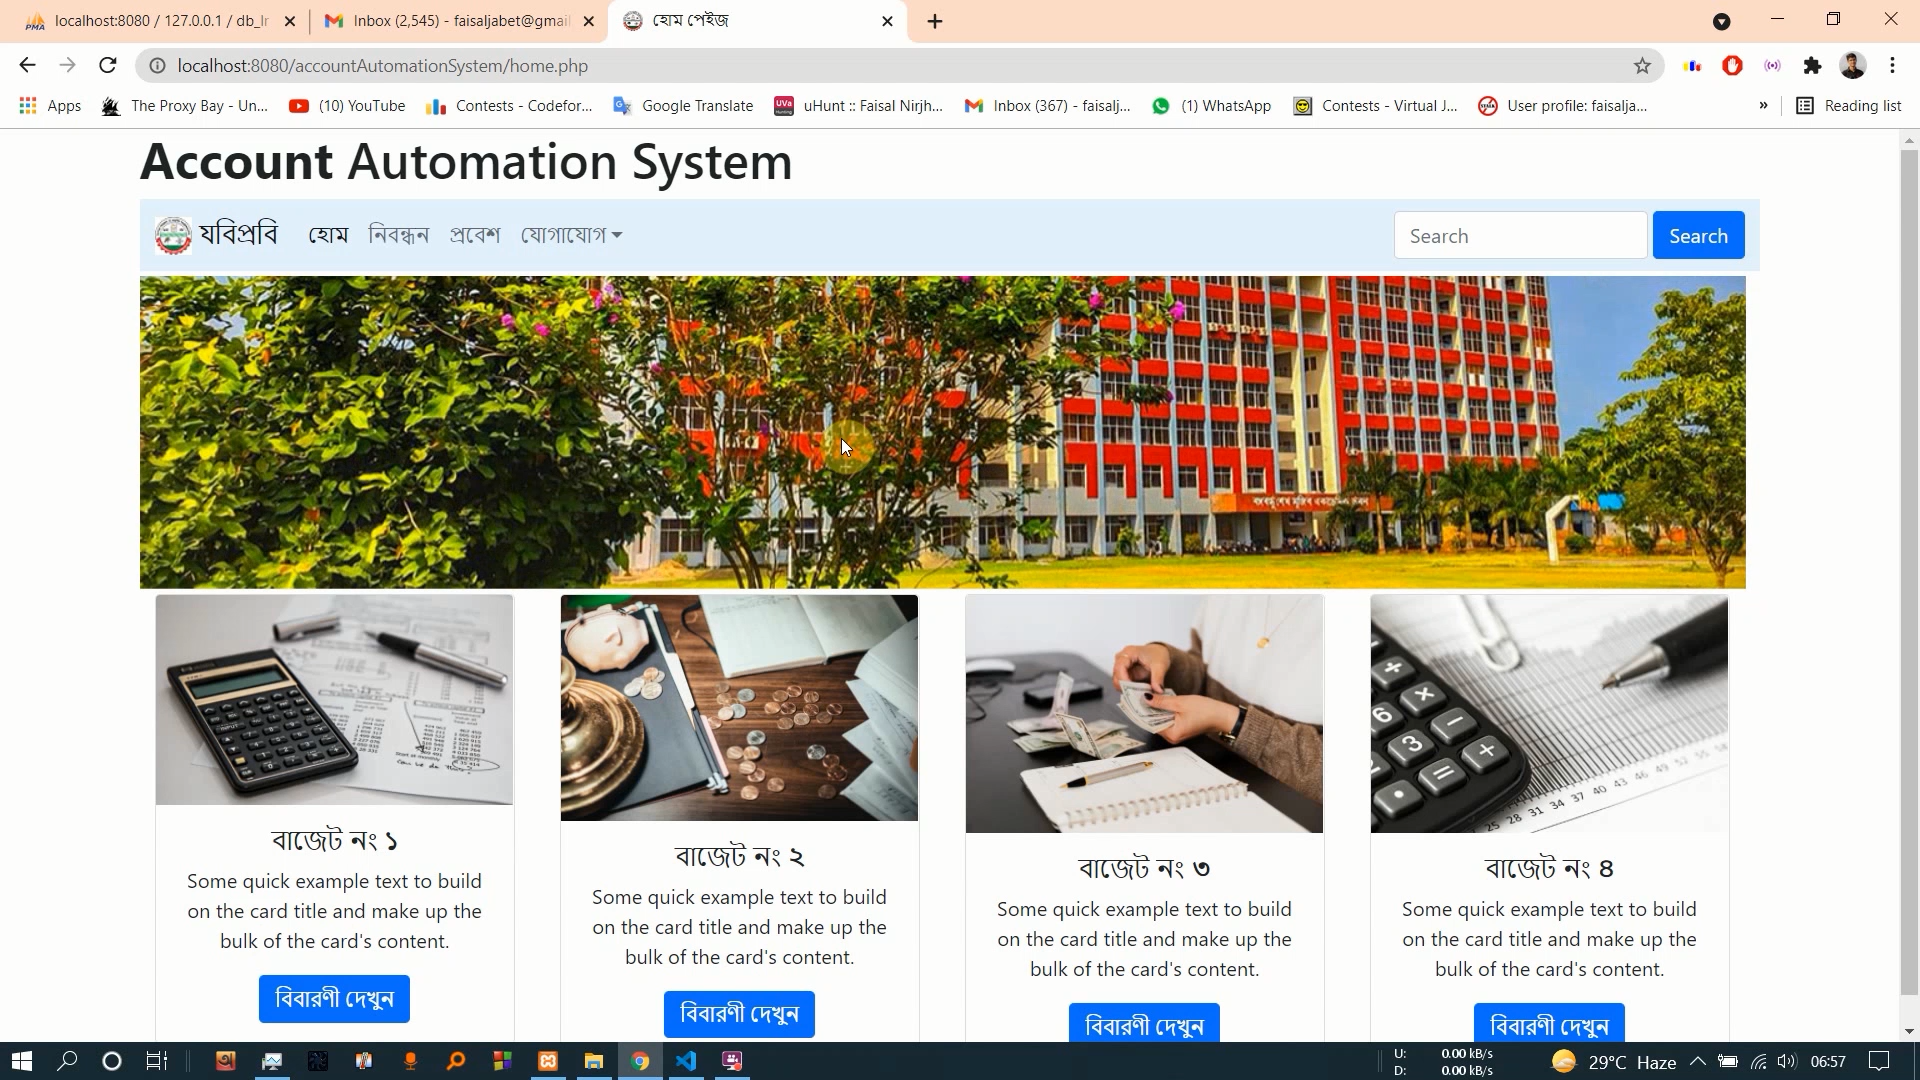 localhost:8080 / 127.0.0.1 / db_
Inbox (2,545) - faisaljabet@gmai
হোম পেইজ
localhost:8080/accountAutomationSystem/home.php
Apps
The Proxy Bay - Un...
(10) YouTube
Contests - Codefor...
Google Translate
uHunt :: Faisal Nirjh...
Inbox (367) - faisalj...
(1) WhatsApp
Contests - Virtual J...
User profile: faisalja...
»
Reading list
Account Automation System
যবিপ্রবি
হোম
নিবন্ধন
প্রবেশ
যোগাযোগ
Search
Search
বাজেট নং ১
Some quick example text to build
on the card title and make up the
bulk of the card's content.
বিবারণী দেখুন
বাজেট নং ২
Some quick example text to build
on the card title and make up the
bulk of the card's content.
বিবারণী দেখুন
বাজেট নং ৩
Some quick example text to build
on the card title and make up the
bulk of the card's content.
বিবারণী দেখুন
বাজেট নং ৪
Some quick example text to build
on the card title and make up the
bulk of the card's content.
বিবারণী দেখুন
U: 0.00 kB/s
D: 0.00 kB/s
29°C Haze
06:57